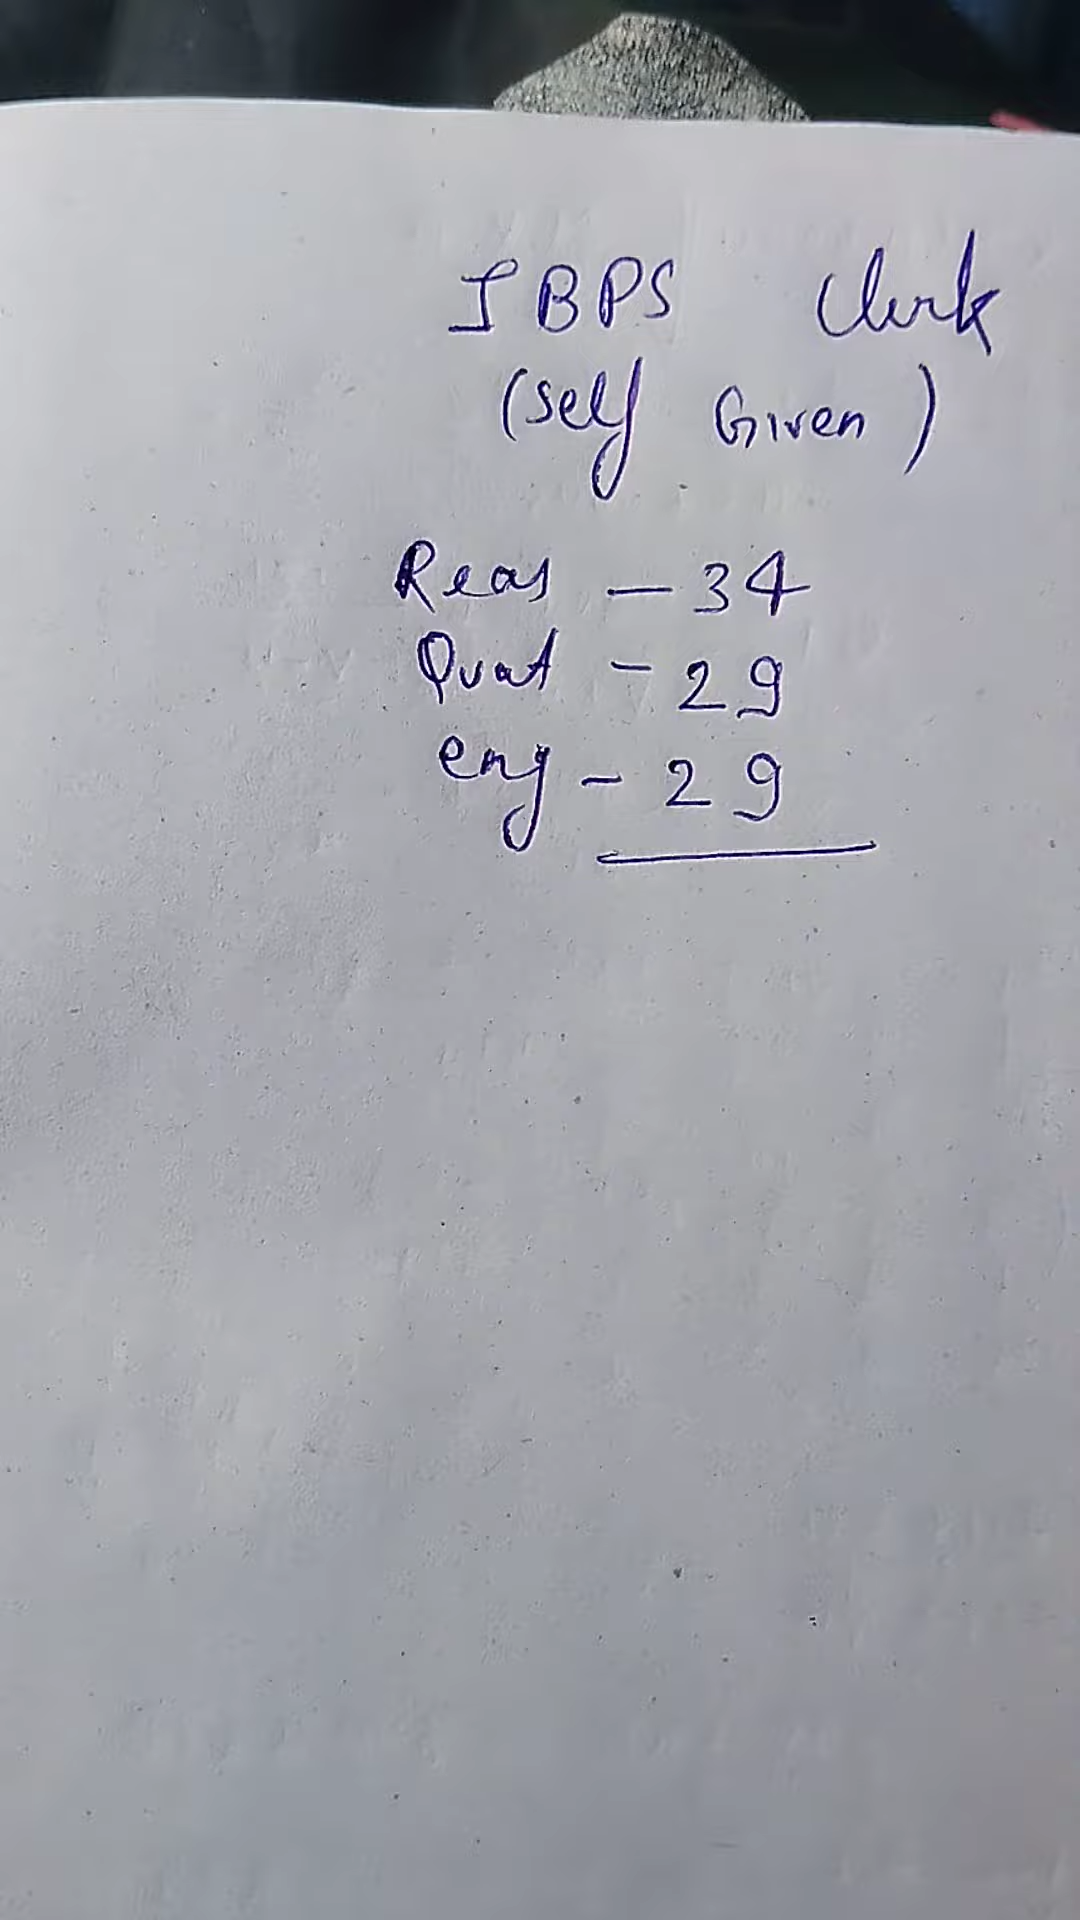 IBPS Clerk
(Self Given)
Reas - 34
Quat - 29
eng - 29